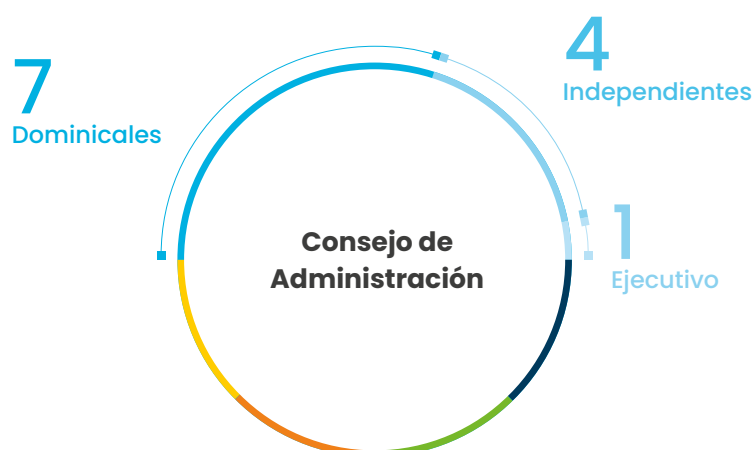 7
Dominicales
4
Independientes
Consejo de
Administración
1
Ejecutivo